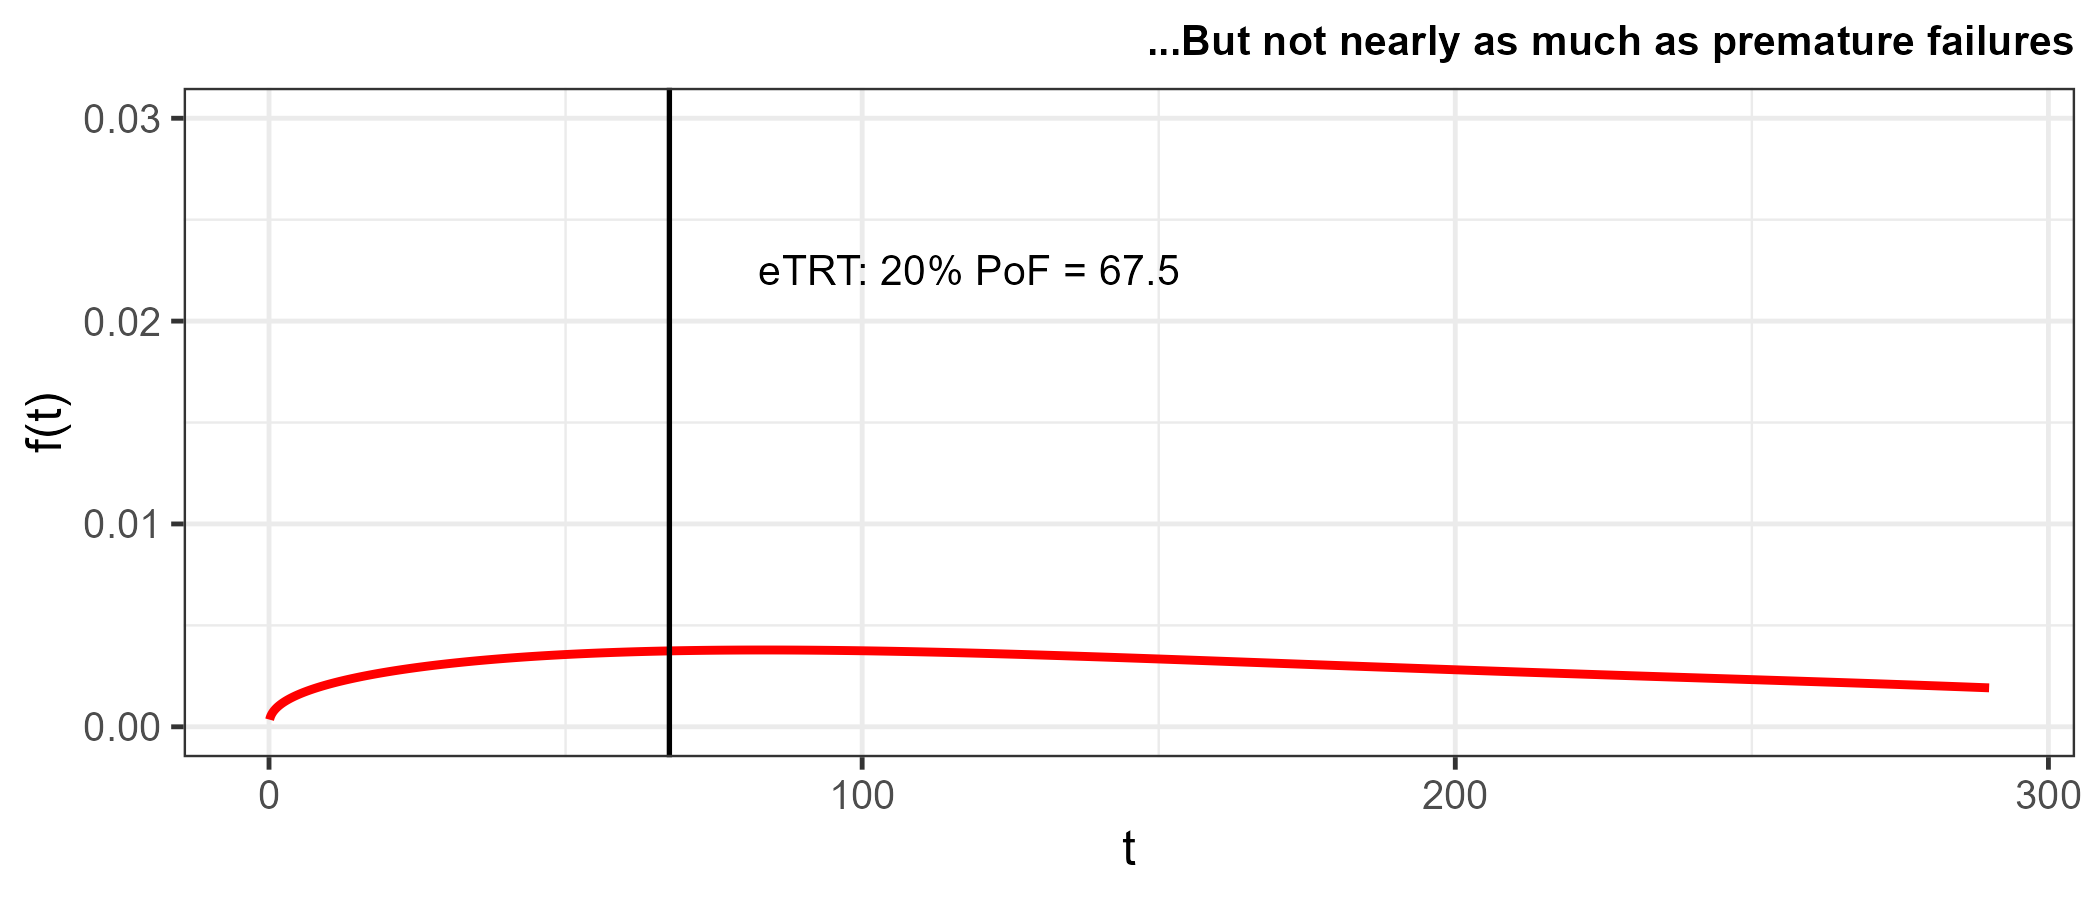 ...But not nearly as much as premature failures
0.03
0.02
0.01
0.00
f(t)
eTRT: 20% PoF = 67.5
0 100 200 300
t